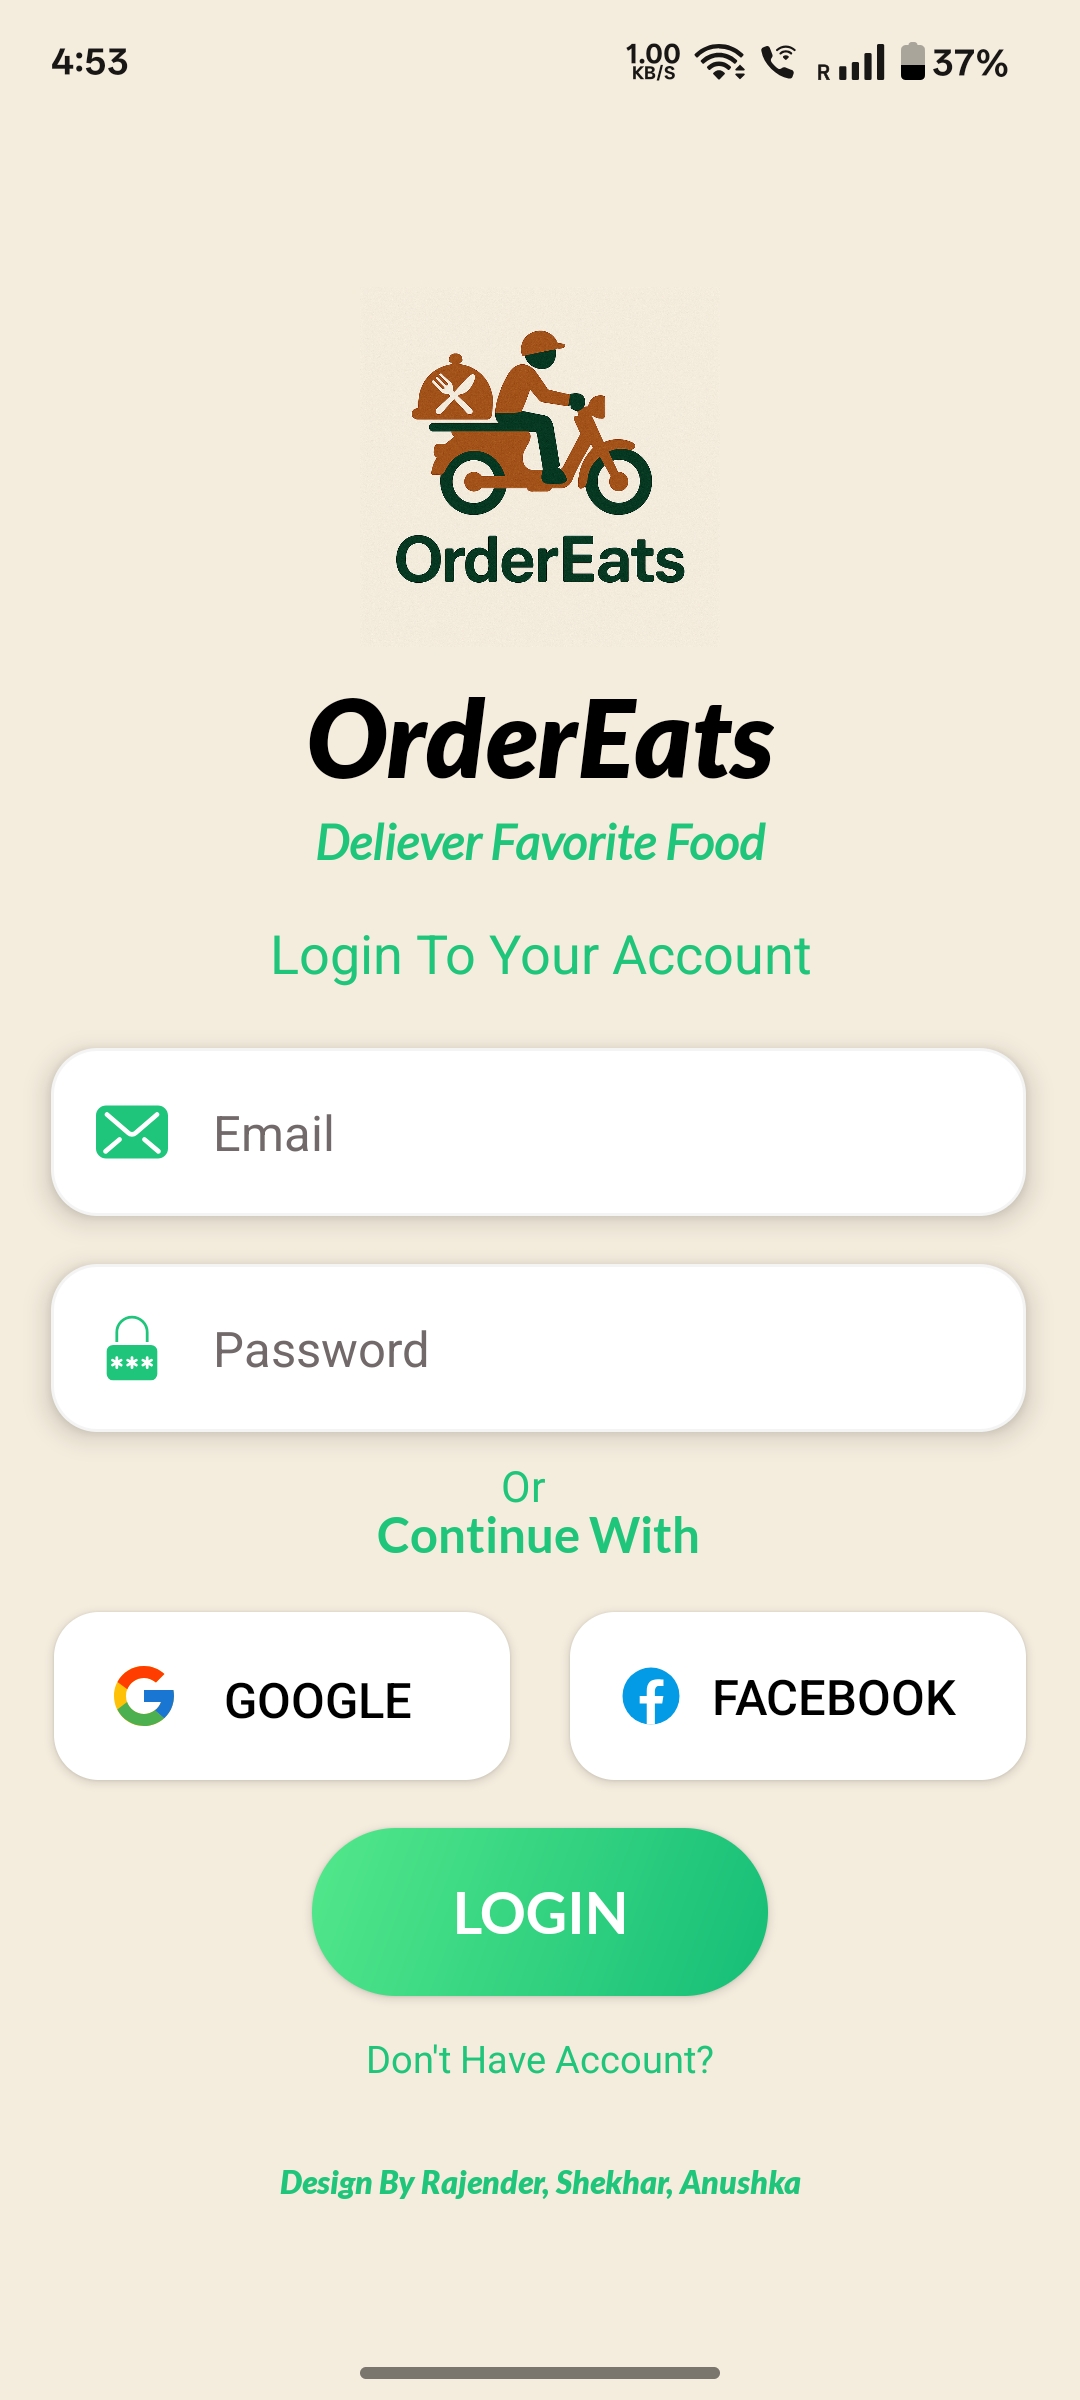 4:53
1.00
KB/S
R
37%
OrderEats
OrderEats
Deliever Favorite Food
Login To Your Account
Email
***
Password
Or
Continue With
GOOGLE
FACEBOOK
LOGIN
Don't Have Account?
Design By Rajender, Shekhar, Anushka